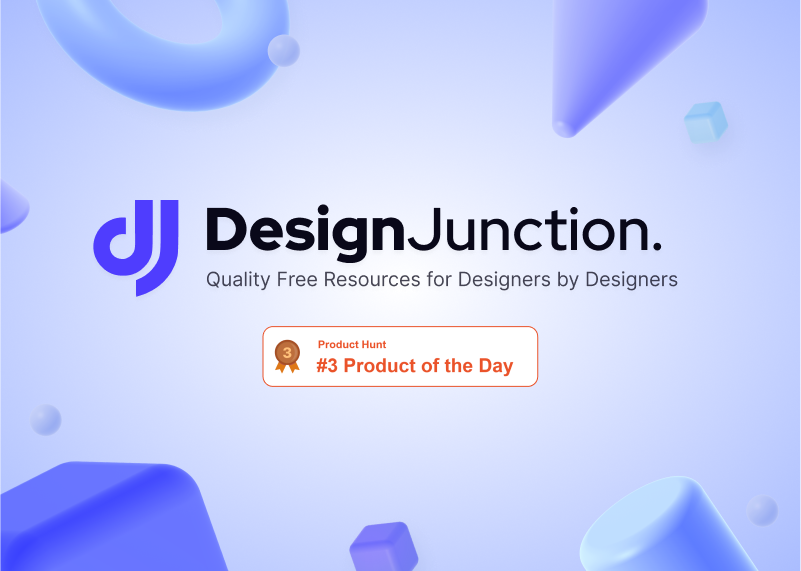 dJ
DesignJunction.
Quality Free Resources for Designers by Designers
3
Product Hunt
#3 Product of the Day